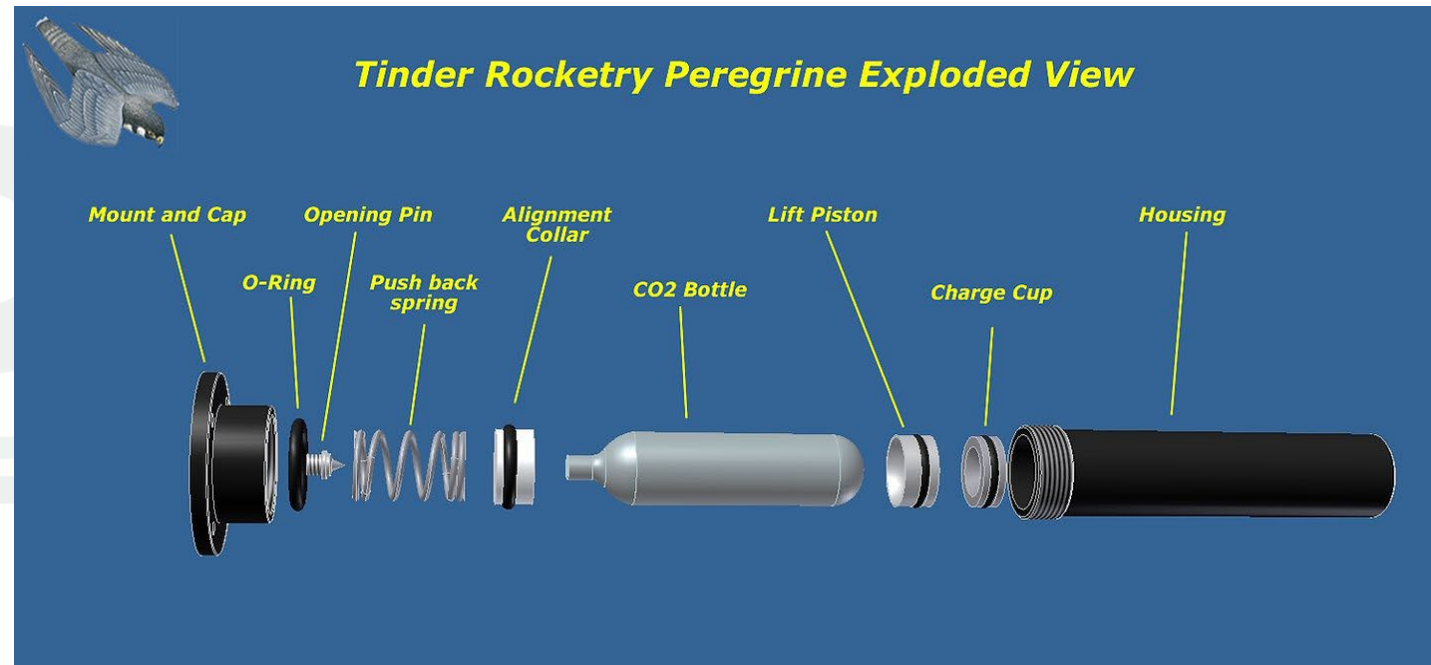 Tinder Rocketry Peregrine Exploded View
Mount and Cap
Opening Pin
Alignment
Collar
Lift Piston
Housing
O-Ring
Push back
spring
CO2 Bottle
Charge Cup